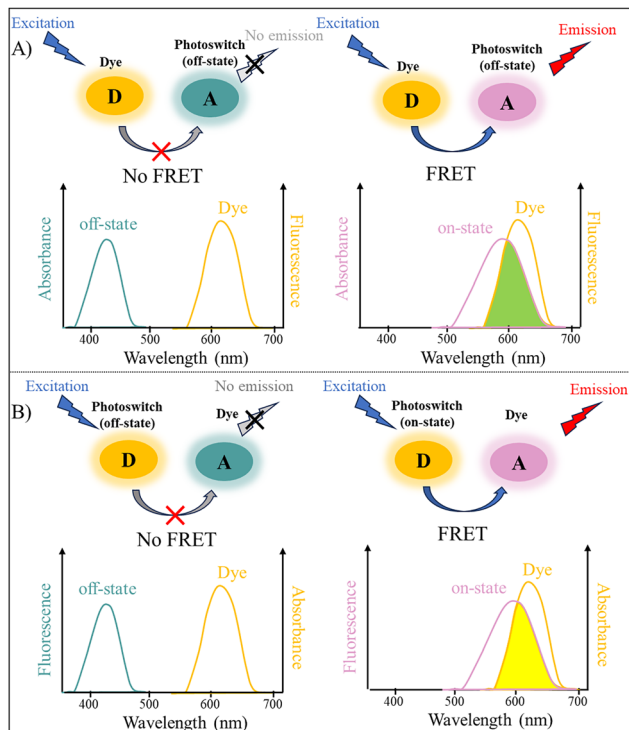 A)
Excitation
Dye
D
Photoswitch
(off-state)
A
No emission
No FRET
Excitation
Dye
D
Photoswitch
(off-state)
A
Emission
FRET
Absorbance
off-state
Dye
Fluorescence
400 500 600 700
Wavelength (nm)
Absorbance
on-state
Dye
Fluorescence
400 500 600 700
Wavelength (nm)
B)
Excitation
Photoswitch
(off-state)
D
Dye
A
No emission
No FRET
Excitation
Photoswitch
(on-state)
D
Dye
A
Emission
FRET
Fluorescence
off-state
Dye
Absorbance
400 500 600 700
Wavelength (nm)
Fluorescence
on-state
Dye
Absorbance
400 500 600 700
Wavelength (nm)